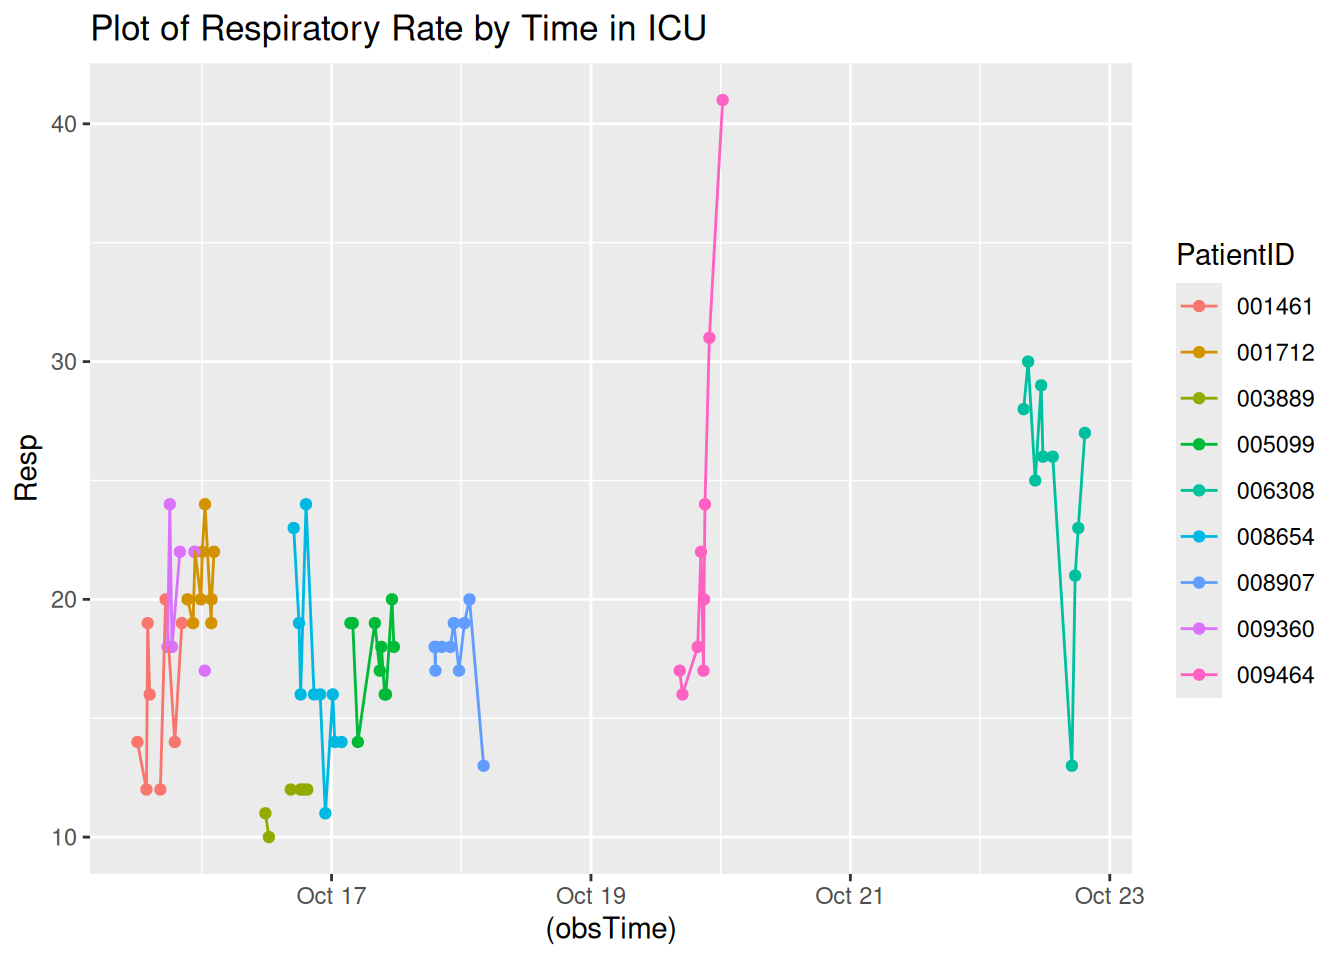 Plot of Respiratory Rate by Time in ICU
40
30
20
10
Resp
Oct 17
Oct 19
Oct 21
Oct 23
(obsTime)
PatientID
001461
001712
003889
005099
006308
008654
008907
009360
009464